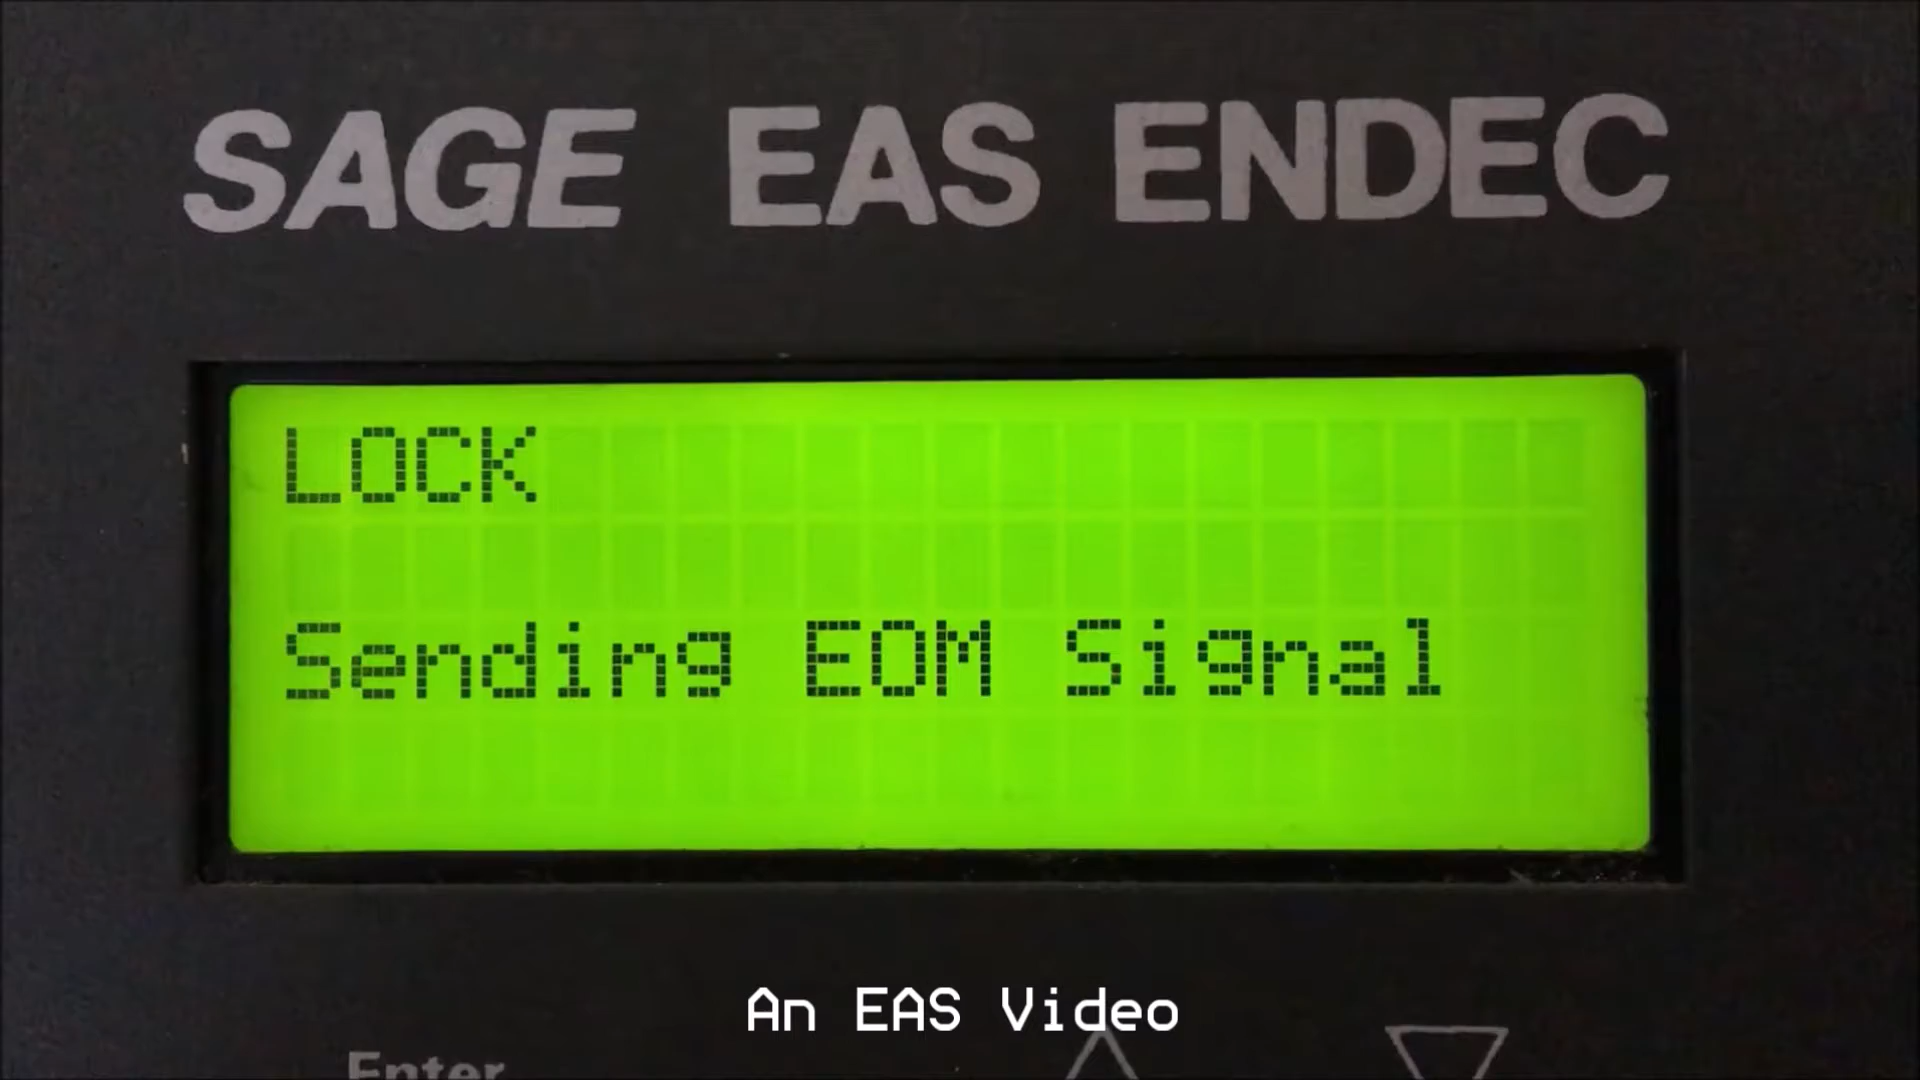 SAGE EAS ENDEC
LOCK
Sending EOM Signal
An EAS Video
Enter